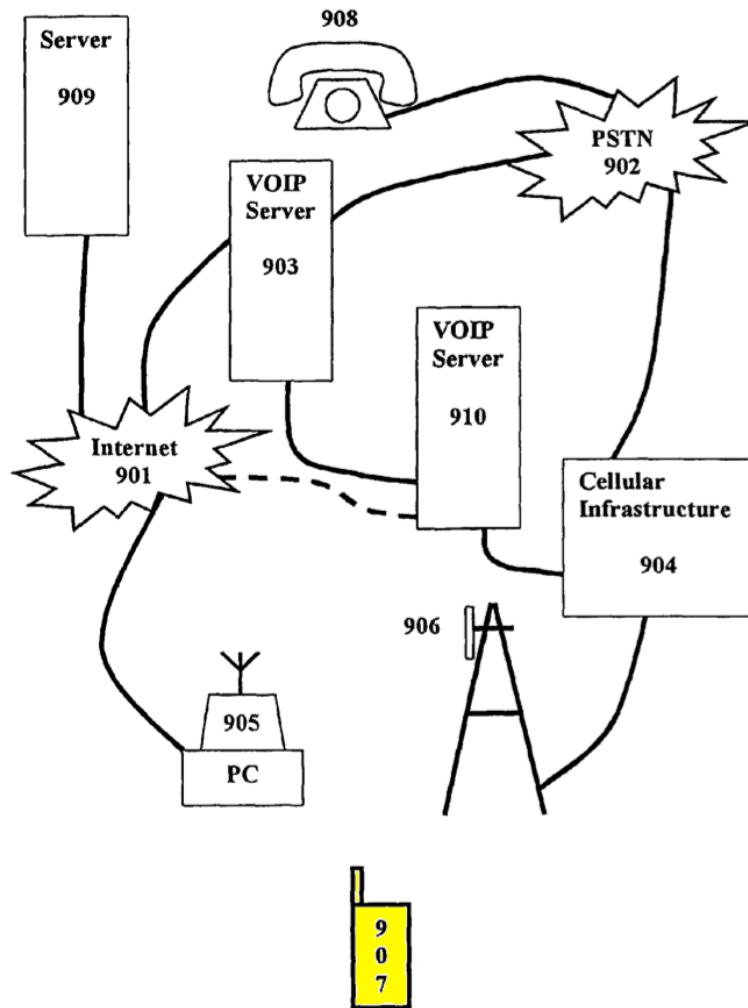 908
Server
909
PSTN
902
VOIP
Server
903
VOIP
Server
910
Internet
901
Cellular
Infrastructure
904
906
905
PC
9
0
7